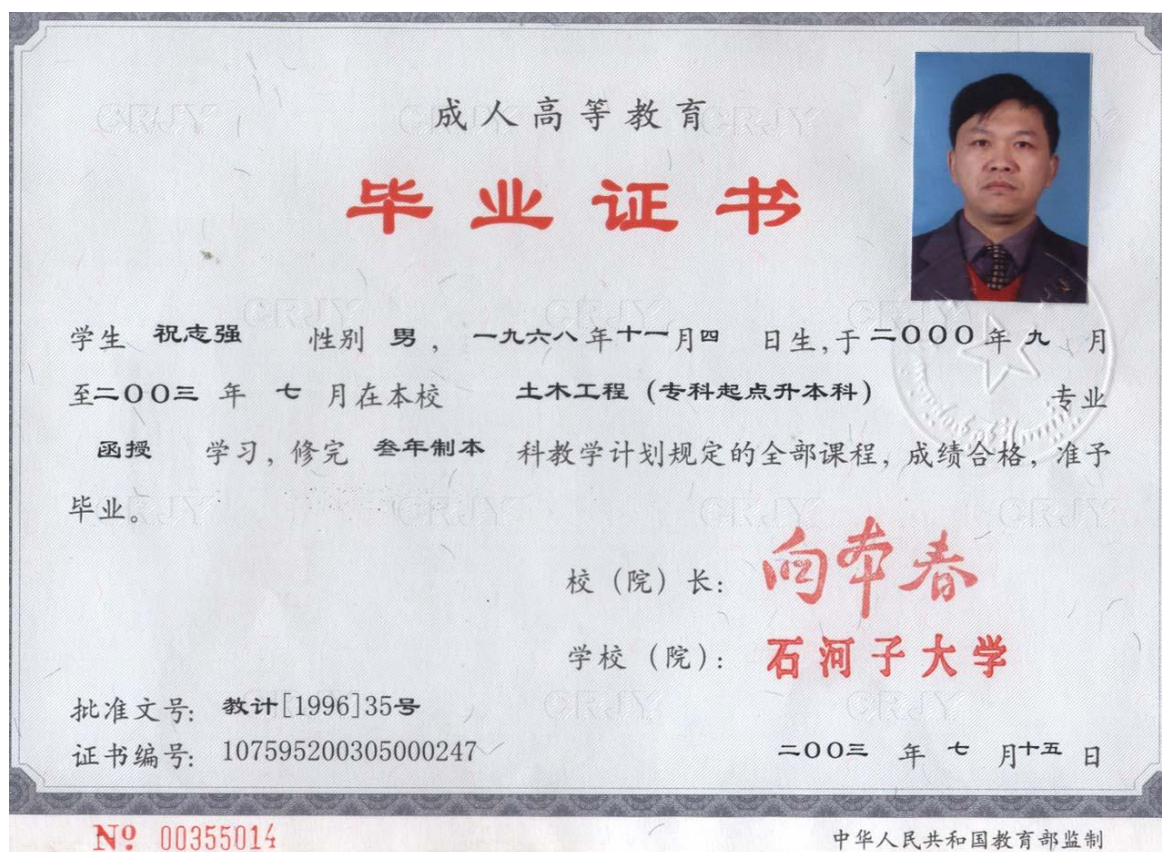 成人高等教育
毕业证书
学生 祝志强 性别 男 , 一九六八年十一月四 日生,于二〇〇〇年 九 月
至二〇〇三 年 七 月在本校 土木工程(专科起点升本科) 专业
函授 学习, 修完 叁年制本 科教学计划规定的全部课程, 成绩合格, 准予
毕业。
校(院)长: 向本春
学校(院): 石河子大学
批准文号: 教计[1996]35号
证书编号: 107595200305000247
二〇〇三 年 七 月十五 日
№ 00355014
中华人民共和国教育部监制